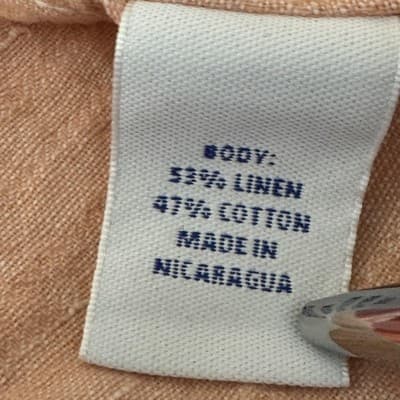 BODY:
53% LINEN
47% COTTON
MADE IN
NICARAGUA